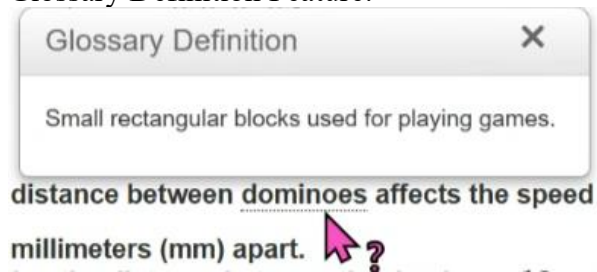 Glossary Definition Feature:
Glossary Definition ×
Small rectangular blocks used for playing games.
distance between dominoes affects the speed
millimeters (mm) apart. ?